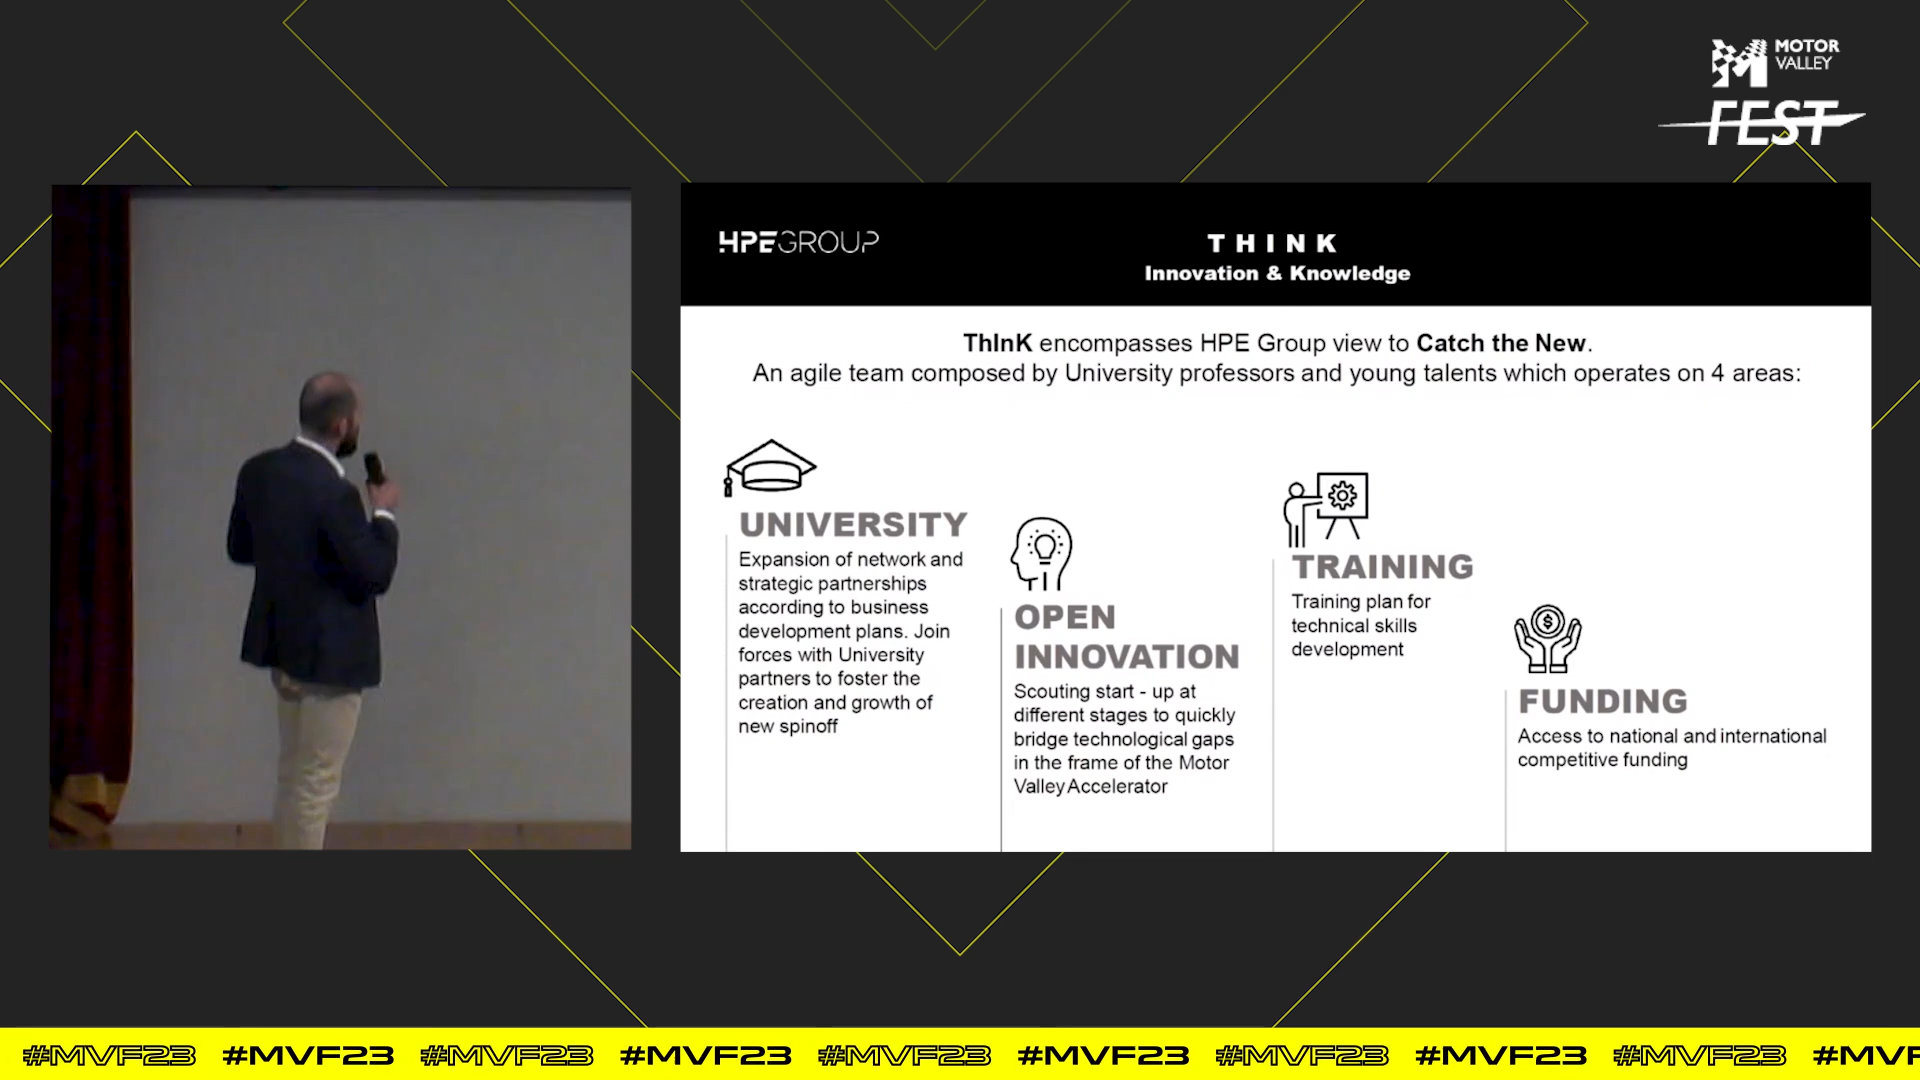 MOTOR
VALLEY
FEST
HPEGROUP
THINK
Innovation & Knowledge
ThInK encompasses HPE Group view to Catch the New.
An agile team composed by University professors and young talents which operates on 4 areas:
UNIVERSITY
Expansion of network and
strategic partnerships
according to business
development plans. Join
forces with University
partners to foster the
creation and growth of
new spinoff
OPEN
INNOVATION
Scouting start - up at
different stages to quickly
bridge technological gaps
in the frame of the Motor
Valley Accelerator
TRAINING
Training plan for
technical skills
development
FUNDING
Access to national and international
competitive funding
#MVF23 #MVF23 #MVF23 #MVF23 #MVF23 #MVF23 #MVF23 #MVF23 #MVF23 #MVF